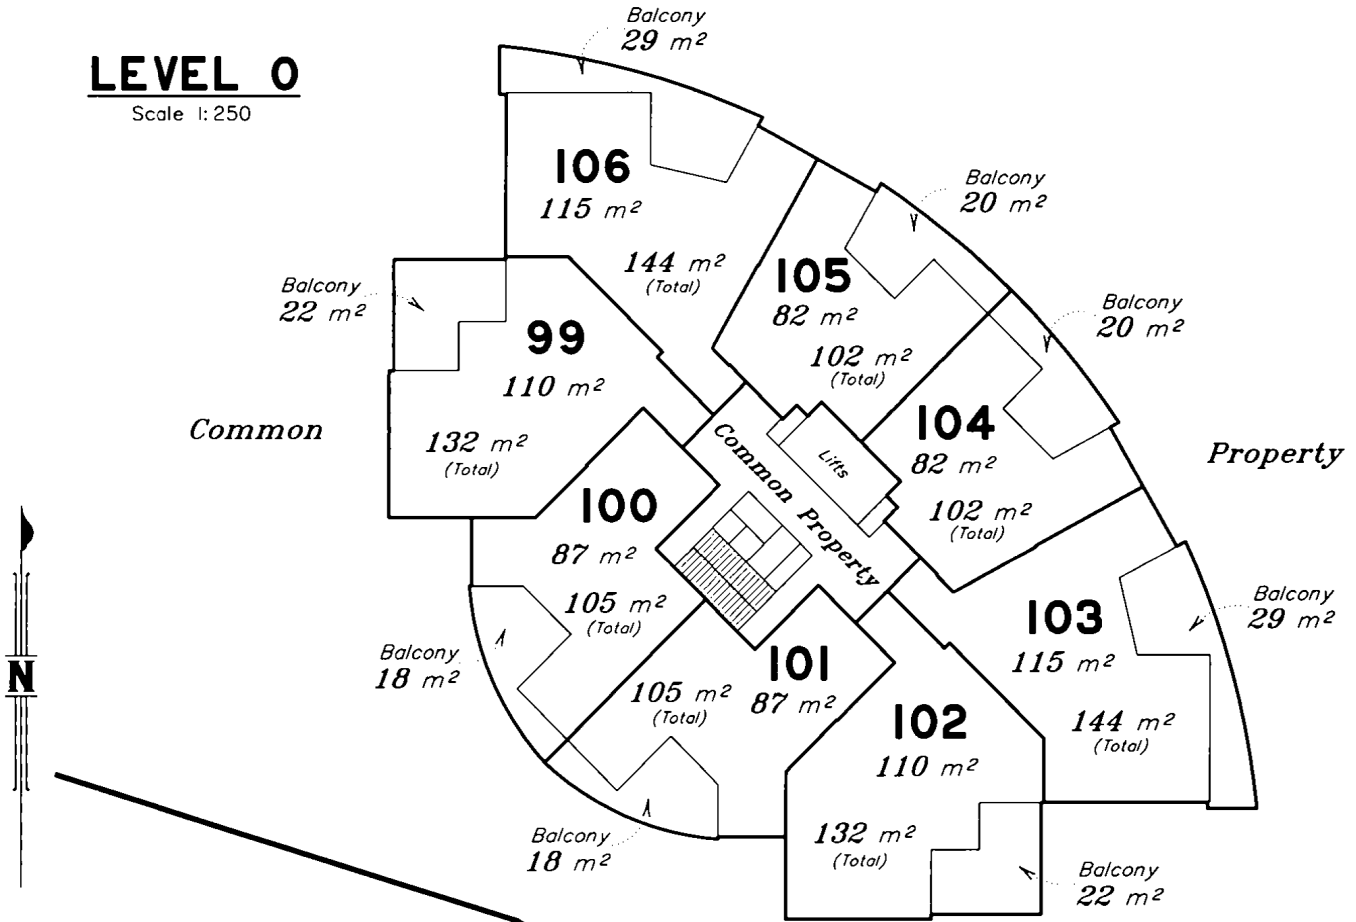 LEVEL 0
Scale 1:250
Balcony
29 m²
106
115 m²
144 m²
(Total)
Balcony
20 m²
105
82 m²
102 m²
(Total)
Balcony
22 m²
99
110 m²
132 m²
(Total)
Balcony
20 m²
104
82 m²
102 m²
(Total)
Common
Property
Lifts
Common Property
100
87 m²
105 m²
(Total)
Balcony
18 m²
103
115 m²
144 m²
(Total)
Balcony
29 m²
101
87 m²
105 m²
(Total)
Balcony
18 m²
102
110 m²
132 m²
(Total)
Balcony
22 m²
N